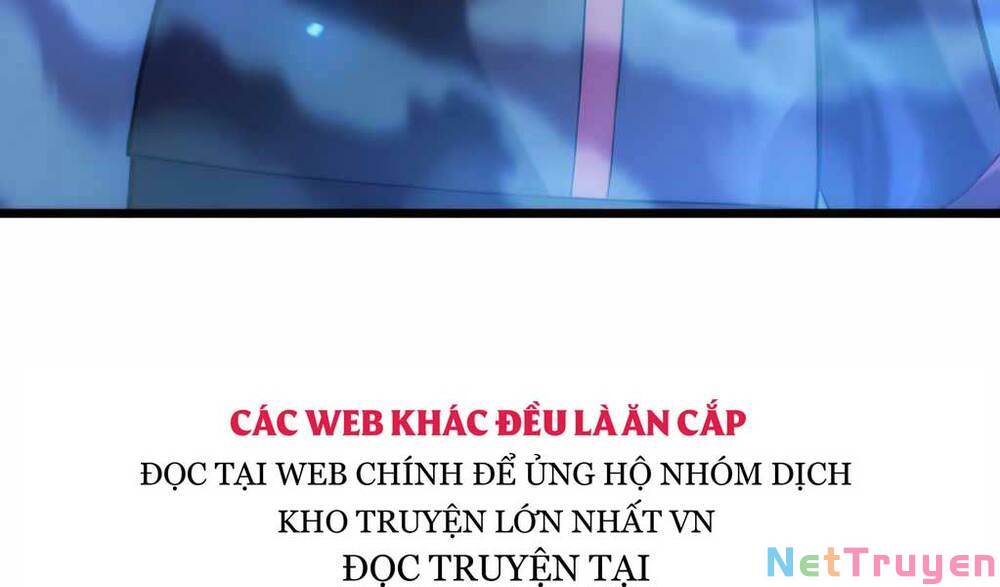 CÁC WEB KHÁC ĐỀU LÀ ĂN CẮP
ĐỌC TẠI WEB CHÍNH ĐỂ ỦNG HỘ NHÓM DỊCH
KHO TRUYỆN LỚN NHẤT VN
ĐỌC TRUYỆN TẠI
NetTruyen